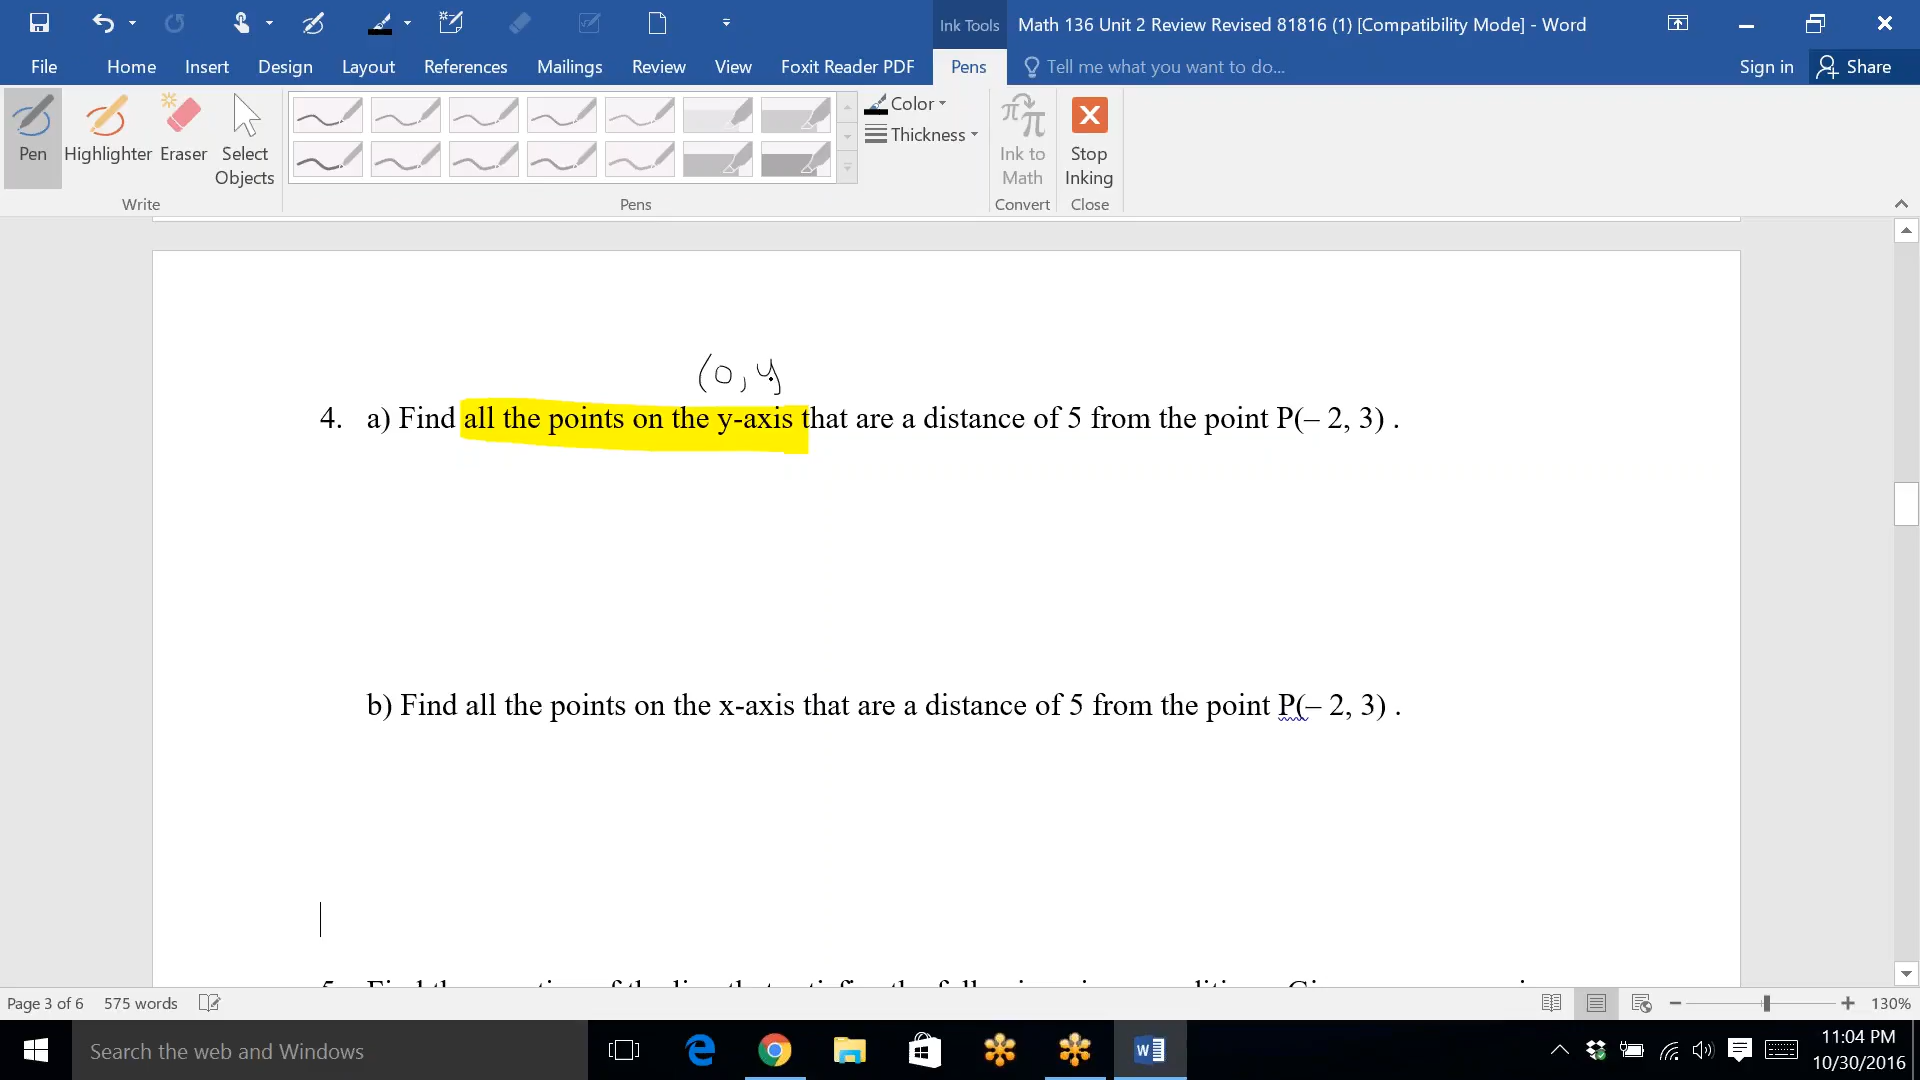 Ink Tools Math 136 Unit 2 Review Revised 81816 (1) [Compatibility Mode] - Word
File Home Insert Design Layout References Mailings Review View Foxit Reader PDF Pens Tell me what you want to do... Sign in Share
Pen Highlighter Eraser Select Objects
Color
Thickness
Ink to Math
Stop Inking
Write Pens Convert Close
(0, y
4. a) Find all the points on the y-axis that are a distance of 5 from the point P(– 2, 3) .
b) Find all the points on the x-axis that are a distance of 5 from the point P(– 2, 3) .
Page 3 of 6 575 words 130%
Search the web and Windows
11:04 PM
10/30/2016